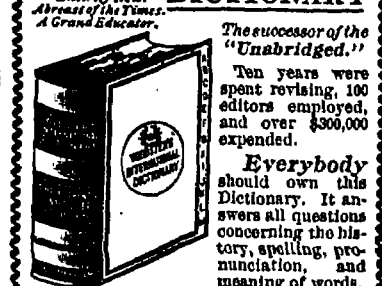 DICTIONARY
Abreast of the Times.
A Grand Educator.
The successor of the
"Unabridged."
Ten years were
spent revising, 100
editors employed,
and over $300,000
expended.
Everybody
should own this
Dictionary. It an-
swers all questions
concerning the his-
tory, spelling, pro-
nunciation, and
meaning of words.
WEBSTER'S
INTERNATIONAL
DICTIONARY